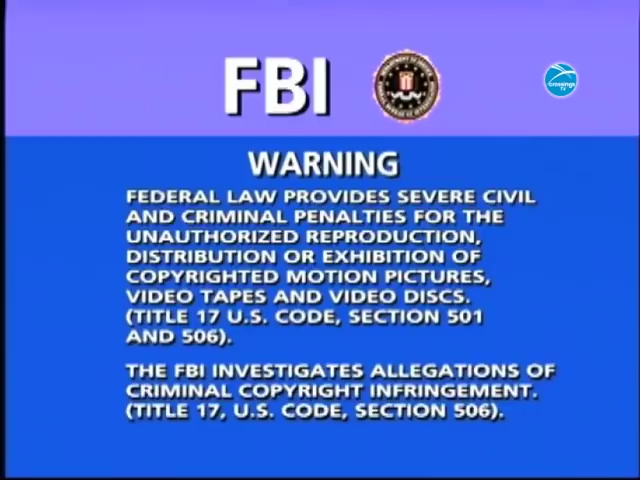 FBI
crossings
TV
WARNING
FEDERAL LAW PROVIDES SEVERE CIVIL
AND CRIMINAL PENALTIES FOR THE
UNAUTHORIZED REPRODUCTION,
DISTRIBUTION OR EXHIBITION OF
COPYRIGHTED MOTION PICTURES,
VIDEO TAPES AND VIDEO DISCS.
(TITLE 17 U.S. CODE, SECTION 501
AND 506).
THE FBI INVESTIGATES ALLEGATIONS OF
CRIMINAL COPYRIGHT INFRINGEMENT.
(TITLE 17, U.S. CODE, SECTION 506).